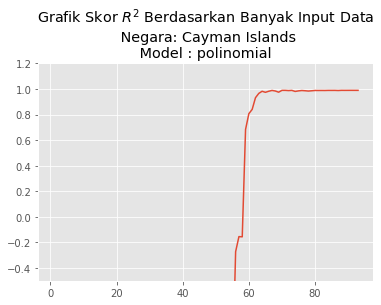 Grafik Skor $R^2$ Berdasarkan Banyak Input Data
Negara: Cayman Islands
Model : polinomial
1.2
1.0
0.8
0.6
0.4
0.2
0.0
−0.2
−0.4
0 20 40 60 80